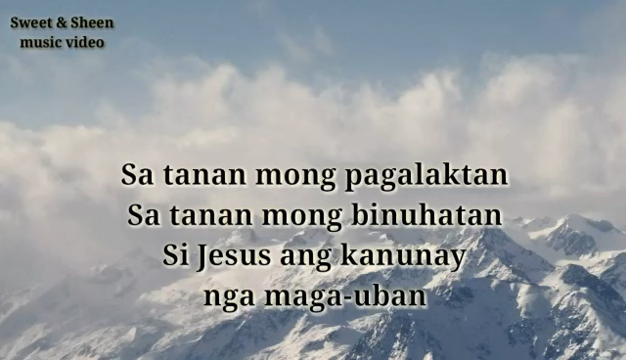 Sweet & Sheen
music video
Sa tanan mong pagalaktan
Sa tanan mong binuhatan
Si Jesus ang kanunay
nga maga-uban